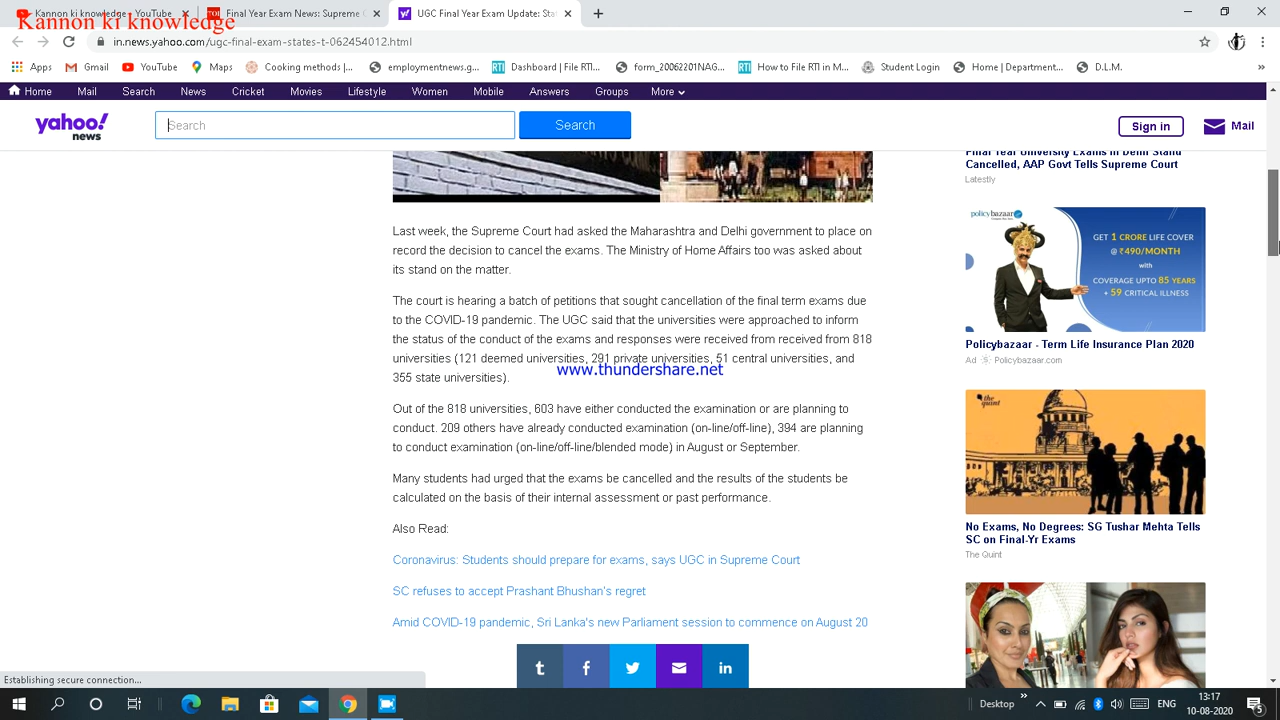 Kannon ki knowledge
Kannon ki knowledge - YouTube
Final Year Exam News: Supreme C
UGC Final Year Exam Update: Sta
in.news.yahoo.com/ugc-final-exam-states-t-062454012.html
Apps
Gmail
YouTube
Maps
Cooking methods |...
employmentnews.g...
Dashboard | File RTI...
form_20062201NAG...
How to File RTI in M...
Student Login
Home | Department...
D.L.M.
Home
Mail
Search
News
Cricket
Movies
Lifestyle
Women
Mobile
Answers
Groups
More
yahoo!
news
Search
Search
Sign in
Mail
Last week, the Supreme Court had asked the Maharashtra and Delhi government to place on
record its decision to cancel the exams. The Ministry of Home Affairs too was asked about
its stand on the matter.
The court is hearing a batch of petitions that sought cancellation of the final term exams due
to the COVID-19 pandemic. The UGC said that the universities were approached to inform
the status of the conduct of the exams and responses were received from received from 818
universities (121 deemed universities, 291 private universities, 51 central universities, and
www.thundershare.net
355 state universities).
Out of the 818 universities, 603 have either conducted the examination or are planning to
conduct. 209 others have already conducted examination (on-line/off-line), 394 are planning
to conduct examination (on-line/off-line/blended mode) in August or September.
Many students had urged that the exams be cancelled and the results of the students be
calculated on the basis of their internal assessment or past performance.
Also Read:
Coronavirus: Students should prepare for exams, says UGC in Supreme Court
SC refuses to accept Prashant Bhushan's regret
Amid COVID-19 pandemic, Sri Lanka's new Parliament session to commence on August 20
Final Year University Exams in Delhi Stand
Cancelled, AAP Govt Tells Supreme Court
Latestly
policybazaar
GET 1 CRORE LIFE COVER
@ ₹490/MONTH
with
COVERAGE UPTO 85 YEARS
+ 59 CRITICAL ILLNESS
Policybazaar - Term Life Insurance Plan 2020
Ad
Policybazaar.com
the quint
No Exams, No Degrees: SG Tushar Mehta Tells
SC on Final-Yr Exams
The Quint
Establishing secure connection...
Desktop
ENG
13:17
10-08-2020